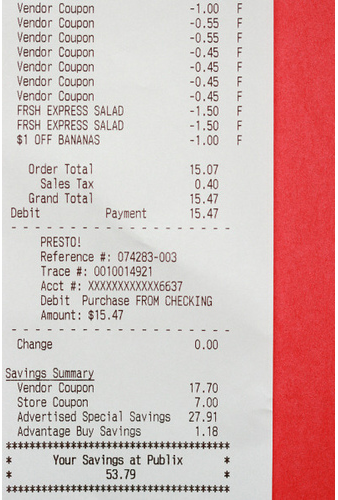 Vendor Coupon -1.00 F
Vendor Coupon -0.55 F
Vendor Coupon -0.55 F
Vendor Coupon -0.45 F
Vendor Coupon -0.45 F
Vendor Coupon -0.45 F
Vendor Coupon -0.45 F
FRSH EXPRESS SALAD -1.50 F
FRSH EXPRESS SALAD -1.50 F
$1 OFF BANANAS -1.00 F
Order Total 15.07
Sales Tax 0.40
Grand Total 15.47
Debit Payment 15.47
- - - - - - - - - - - - - - - - - - -
PRESTO!
Reference #: 074283-003
Trace #: 0010014921
Acct #: XXXXXXXXXXXX6637
Debit Purchase FROM CHECKING
Amount: $15.47
- - - - - - - - - - - - - - - - - - -
Change 0.00
Savings Summary
Vendor Coupon 17.70
Store Coupon 7.00
Advertised Special Savings 27.91
Advantage Buy Savings 1.18
**************************************
* Your Savings at Publix *
* 53.79 *
**************************************